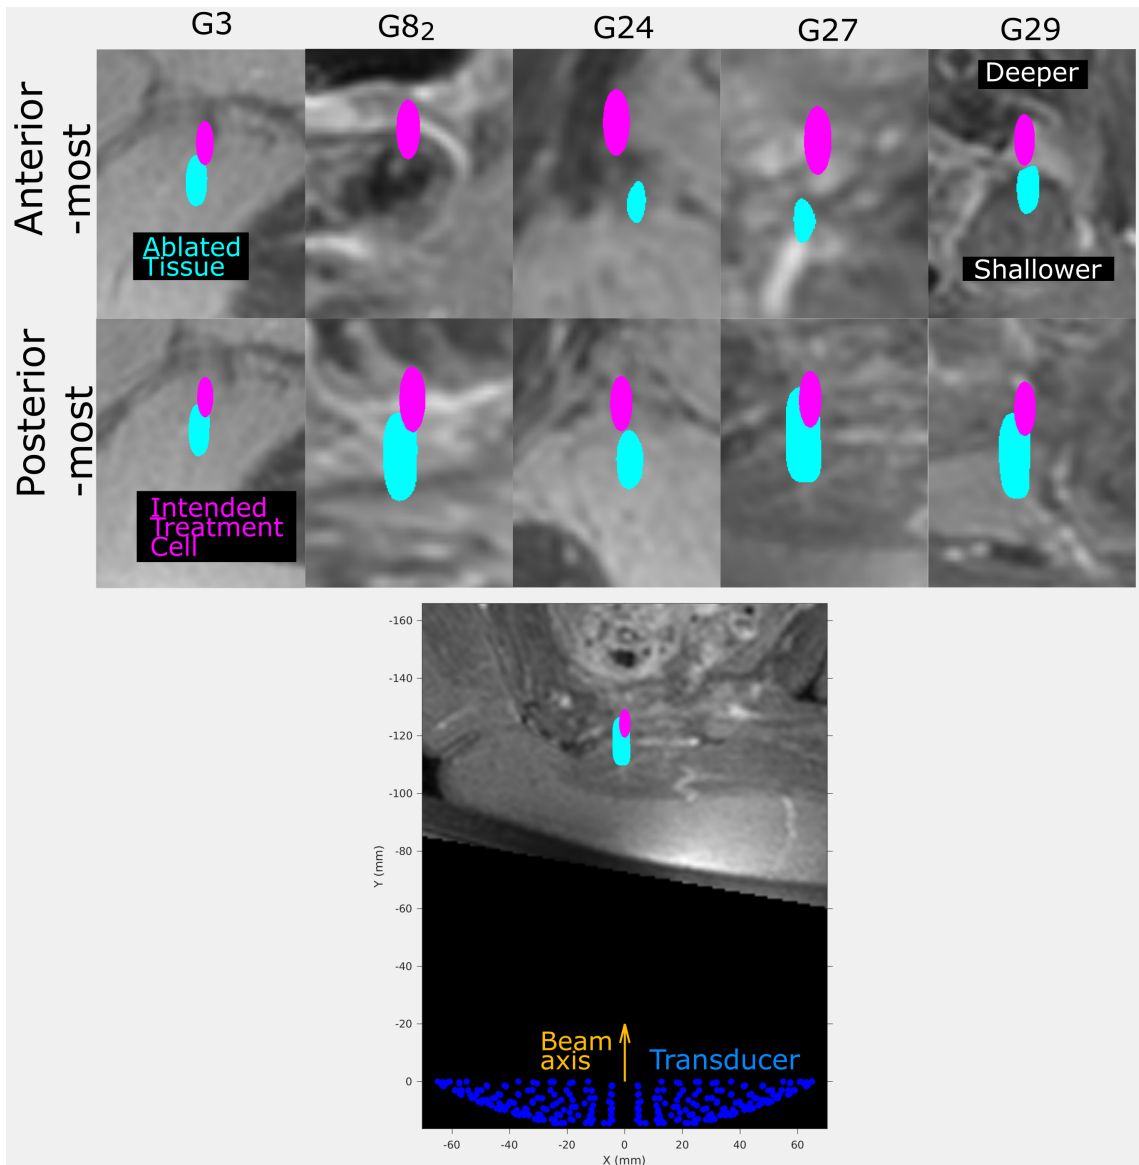 G3 G8₂ G24 G27 G29
Anterior
-most
Deeper
Ablated
Tissue
Shallower
Posterior
-most
Intended
Treatment
Cell
-160
-140
-120
-100
-80
-60
-40
-20
0
Y (mm)
Beam
axis
Transducer
-60 -40 -20 0 20 40 60
X (mm)